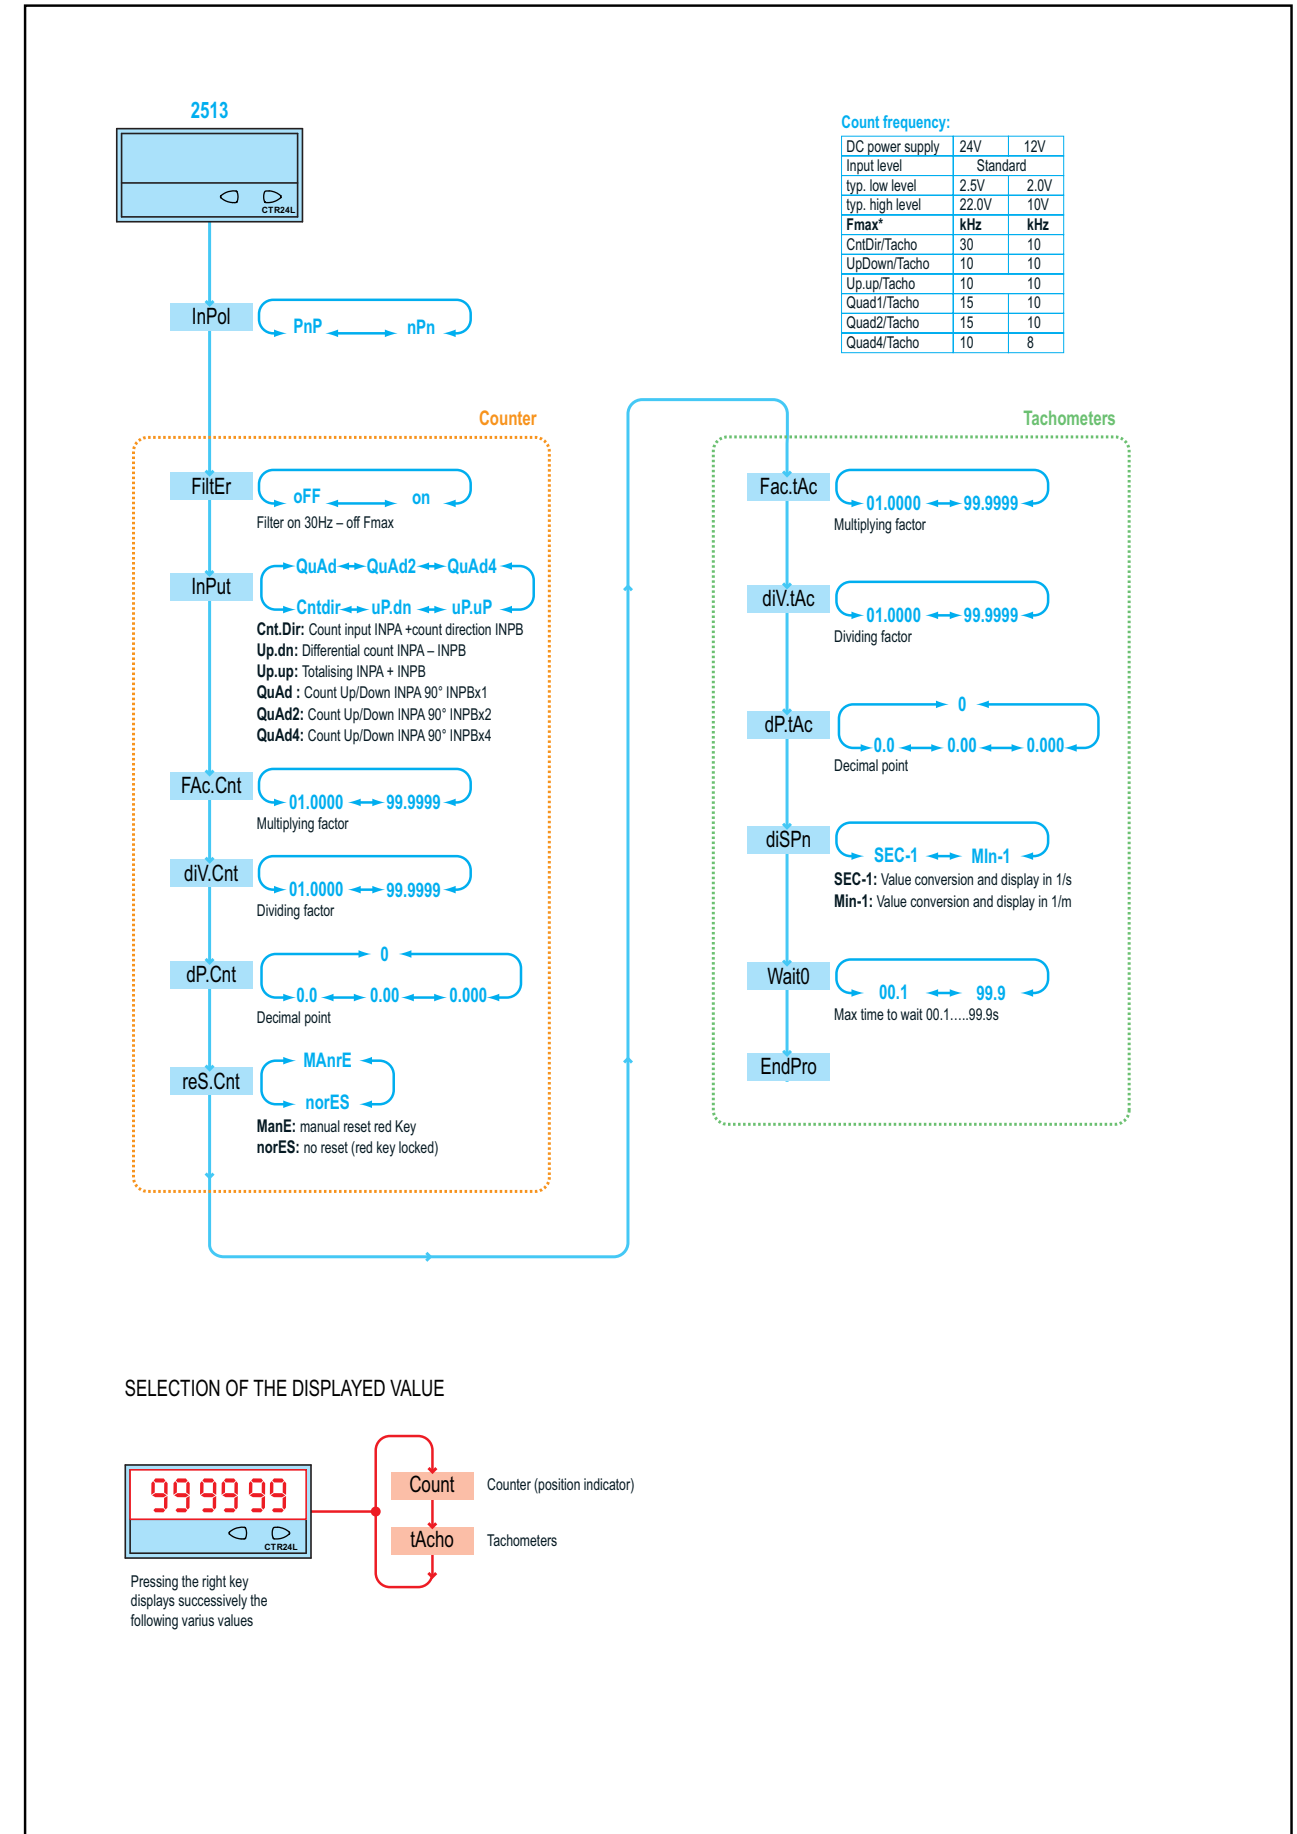 2513
CTR24L
Count frequency:
DC power supply 24V 12V
Input level Standard
typ. low level 2.5V 2.0V
typ. high level 22.0V 10V
Fmax* kHz kHz
CntDir/Tacho 30 10
UpDown/Tacho 10 10
Up.up/Tacho 10 10
Quad1/Tacho 15 10
Quad2/Tacho 15 10
Quad4/Tacho 10 8
InPol PnP nPn
Counter
FiltEr oFF on
Filter on 30Hz – off Fmax
InPut QuAd QuAd2 QuAd4
Cntdir uP.dn uP.uP
Cnt.Dir: Count input INPA +count direction INPB
Up.dn: Differential count INPA – INPB
Up.up: Totalising INPA + INPB
QuAd : Count Up/Down INPA 90° INPBx1
QuAd2: Count Up/Down INPA 90° INPBx2
QuAd4: Count Up/Down INPA 90° INPBx4
FAc.Cnt 01.0000 99.9999
Multiplying factor
diV.Cnt 01.0000 99.9999
Dividing factor
dP.Cnt 0
0.0 0.00 0.000
Decimal point
reS.Cnt MAnrE
norES
ManE: manual reset red Key
norES: no reset (red key locked)
Tachometers
Fac.tAc 01.0000 99.9999
Multiplying factor
diV.tAc 01.0000 99.9999
Dividing factor
dP.tAc 0
0.0 0.00 0.000
Decimal point
diSPn SEC-1 MIn-1
SEC-1: Value conversion and display in 1/s
Min-1: Value conversion and display in 1/m
Wait0 00.1 99.9
Max time to wait 00.1.....99.9s
EndPro
SELECTION OF THE DISPLAYED VALUE
999999
CTR24L
Count Counter (position indicator)
tAcho Tachometers
Pressing the right key
displays successively the
following varius values